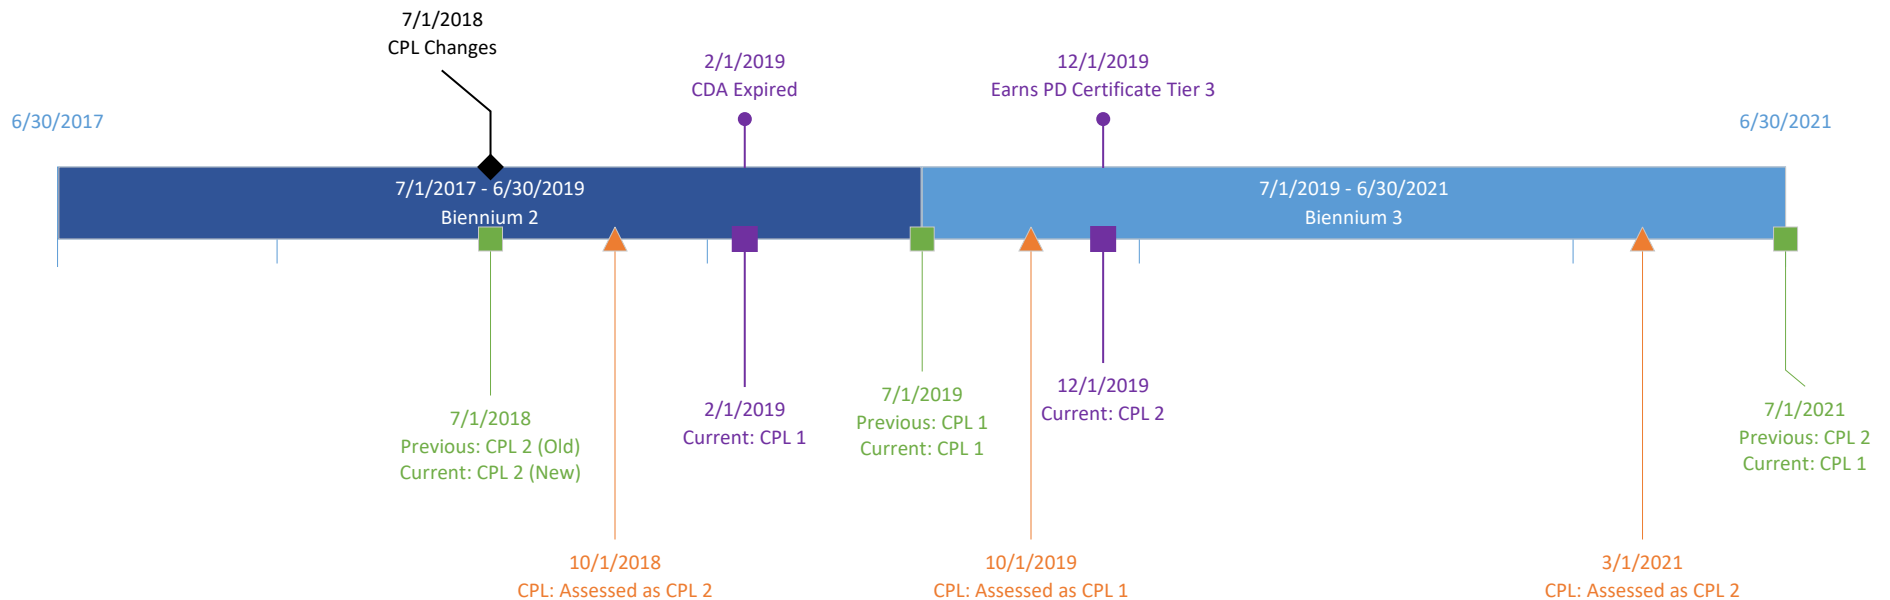 7/1/2018
CPL Changes
2/1/2019
CDA Expired
12/1/2019
Earns PD Certificate Tier 3
6/30/2017
6/30/2021
7/1/2017 - 6/30/2019
Biennium 2
7/1/2019 - 6/30/2021
Biennium 3
7/1/2018
Previous: CPL 2 (Old)
Current: CPL 2 (New)
2/1/2019
Current: CPL 1
7/1/2019
Previous: CPL 1
Current: CPL 1
12/1/2019
Current: CPL 2
7/1/2021
Previous: CPL 2
Current: CPL 1
10/1/2018
CPL: Assessed as CPL 2
10/1/2019
CPL: Assessed as CPL 1
3/1/2021
CPL: Assessed as CPL 2